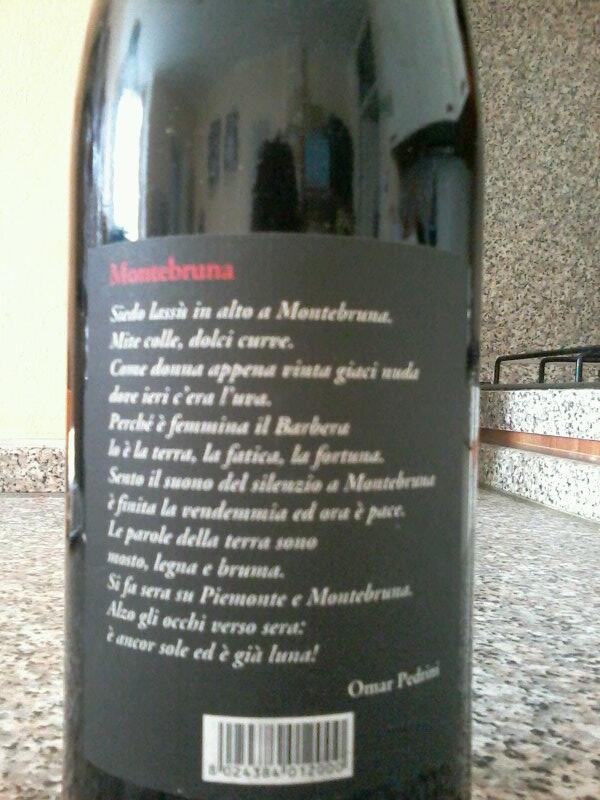 Montebruna
Siedo lassù in alto a Montebruna.
Mite colle, dolci curve.
Come donna appena vinta giaci nuda
dove ieri c'era l'uva.
Perché è femmina il Barbera
lo è la terra, la fatica, la fortuna.
Sento il suono del silenzio a Montebruna
è finita la vendemmia ed ora è pace.
Le parole della terra sono
mosto, legna e bruma.
Si fa sera su Piemonte e Montebruna.
Alzo gli occhi verso sera:
è ancor sole ed è già luna!
Omar Pedrini
8 024384 012000